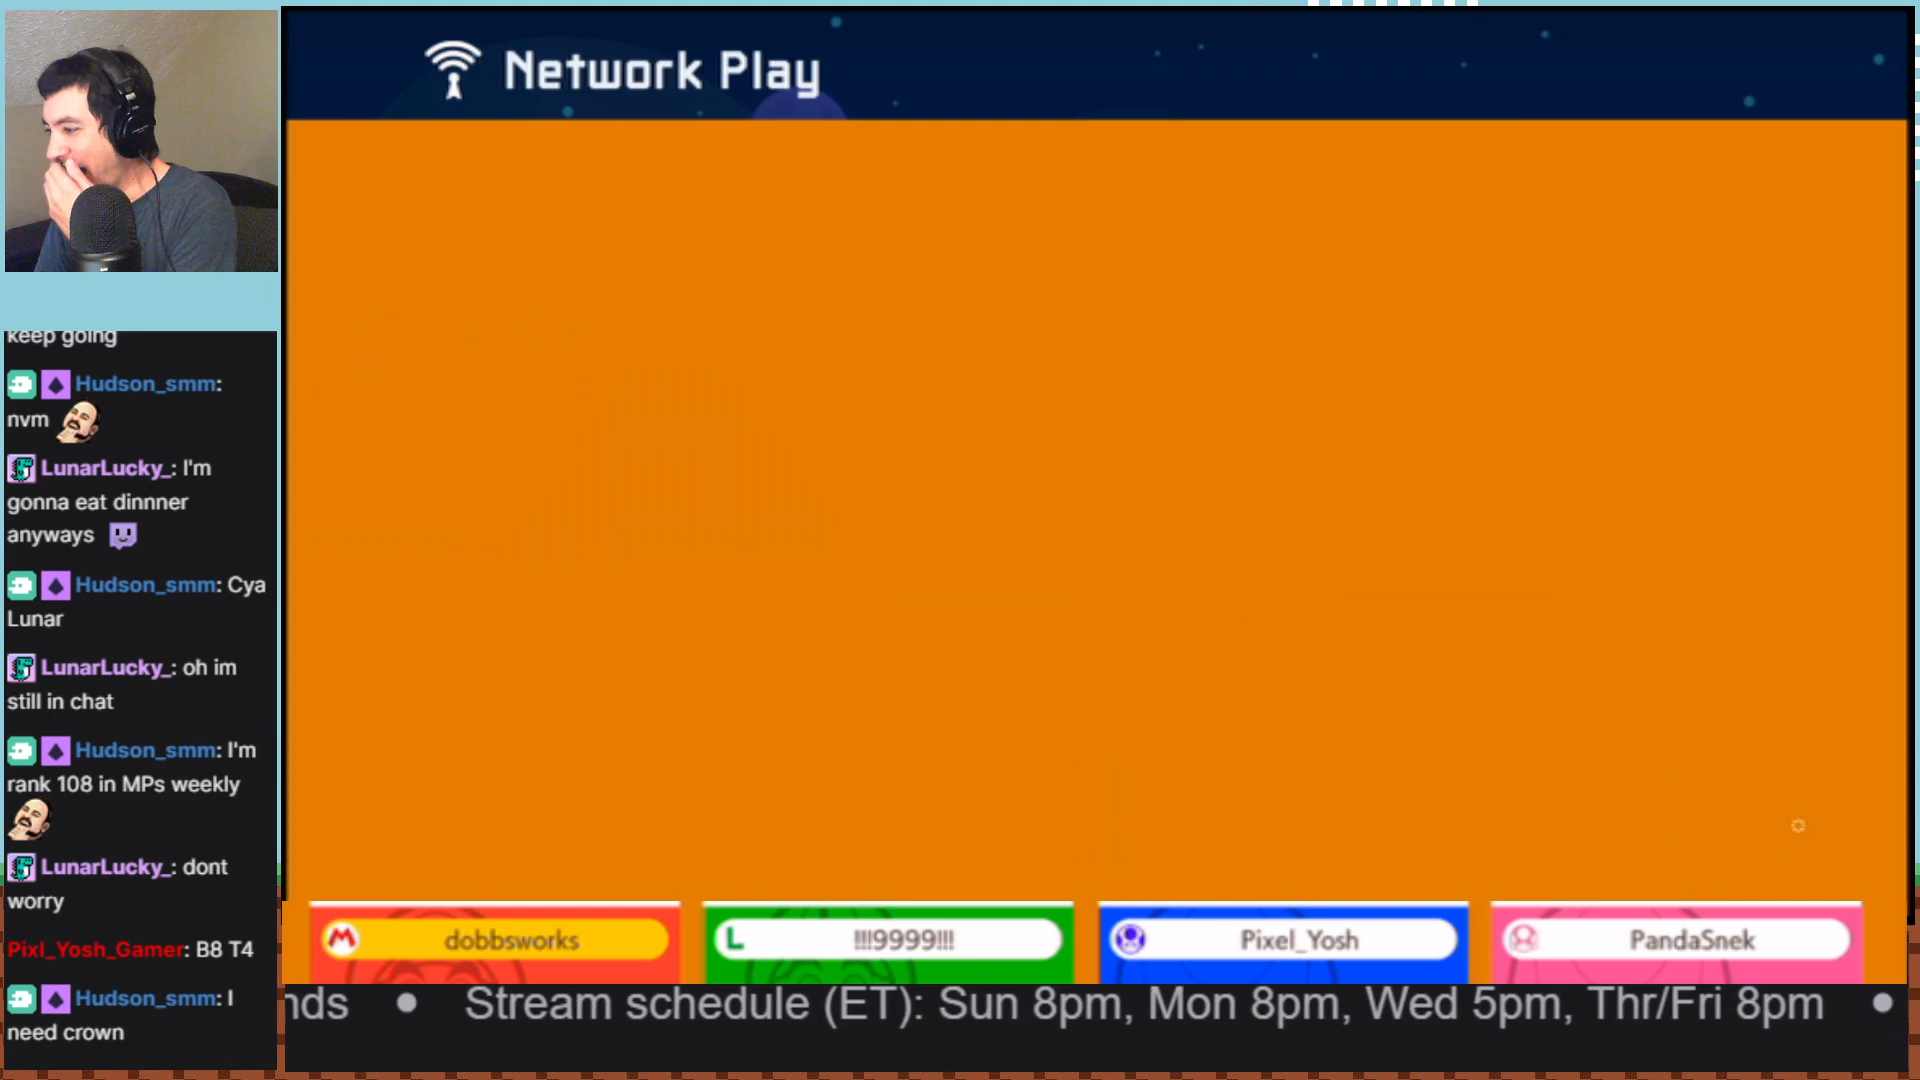 Network Play
keep going
Hudson_smm:
nvm
LunarLucky_: I'm
gonna eat dinnner
anyways
Hudson_smm: Cya
Lunar
LunarLucky_: oh im
still in chat
Hudson_smm: I'm
rank 108 in MPs weekly
LunarLucky_: dont
worry
Pixl_Yosh_Gamer: B8 T4
Hudson_smm: I
need crown
M dobbsworks
L !!!9999!!!
Pixel_Yosh
PandaSnek
nds • Stream schedule (ET): Sun 8pm, Mon 8pm, Wed 5pm, Thr/Fri 8pm •